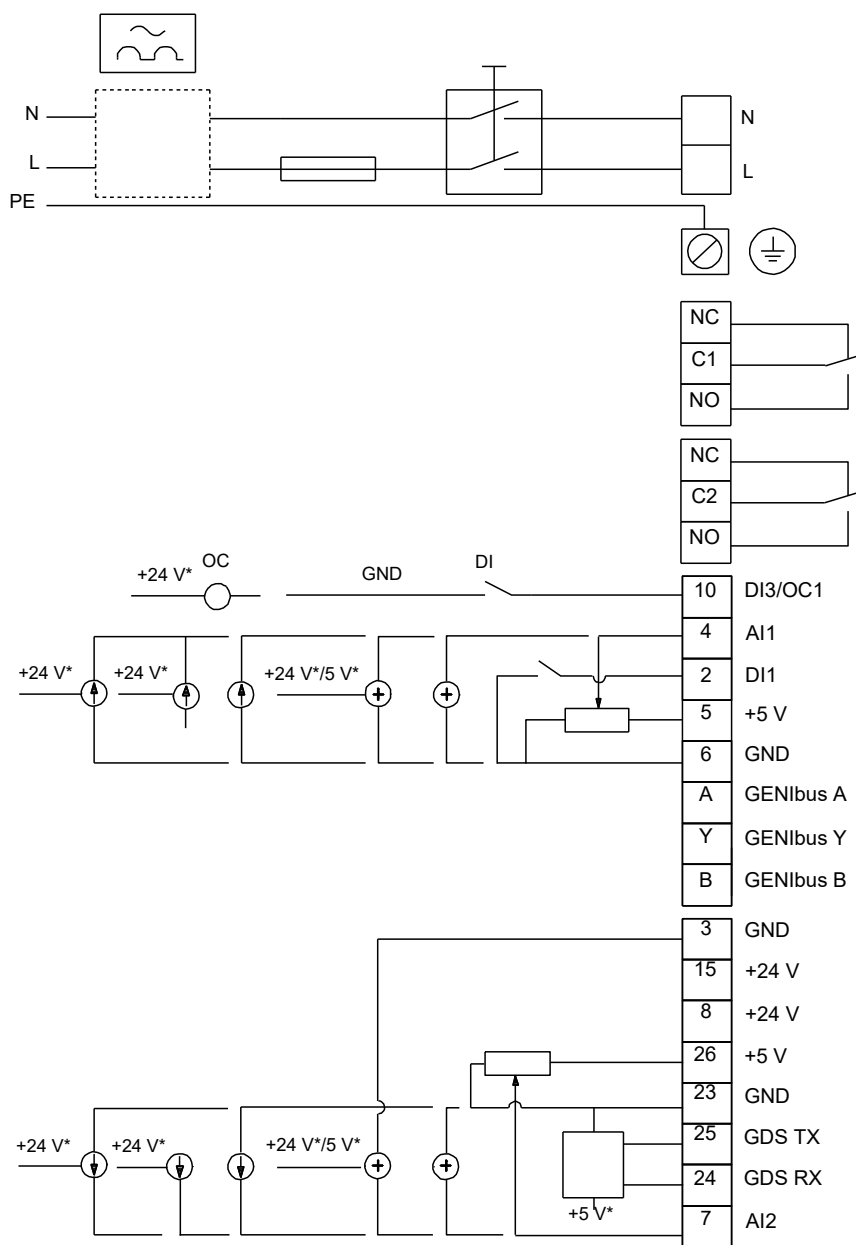 N
N
L
L
PE
NC
C1
NO
NC
C2
NO
+24 V* OC GND DI 10 DI3/OC1
4 AI1
+24 V* +24 V* +24 V*/5 V* 2 DI1
5 +5 V
6 GND
A GENIbus A
Y GENIbus Y
B GENIbus B
3 GND
15 +24 V
8 +24 V
26 +5 V
23 GND
25 GDS TX
+24 V* +24 V* +24 V*/5 V*
24 GDS RX
+5 V*
7 AI2